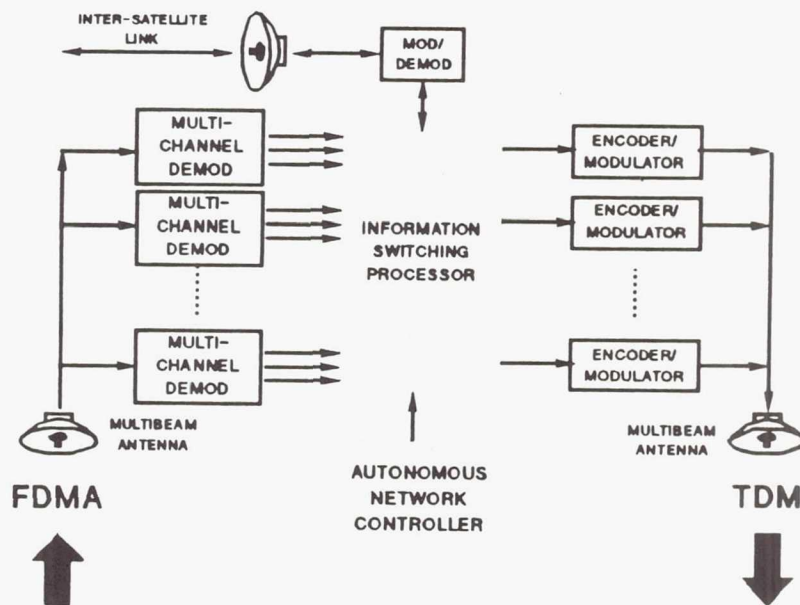 INTER-SATELLITE
LINK
MOD/
DEMOD
MULTI-
CHANNEL
DEMOD
ENCODER/
MODULATOR
MULTI-
CHANNEL
DEMOD
INFORMATION
SWITCHING
PROCESSOR
ENCODER/
MODULATOR
MULTI-
CHANNEL
DEMOD
ENCODER/
MODULATOR
MULTIBEAM
ANTENNA
MULTIBEAM
ANTENNA
FDMA
AUTONOMOUS
NETWORK
CONTROLLER
TDM